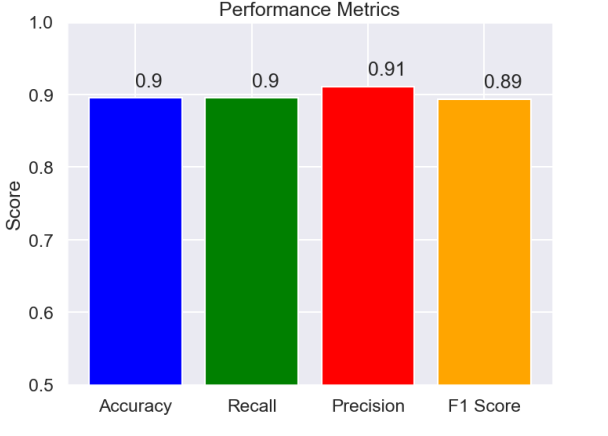 Performance Metrics
1.0
0.9
0.8
0.7
0.6
0.5
Score
0.9
0.9
0.91
0.89
Accuracy
Recall
Precision
F1 Score